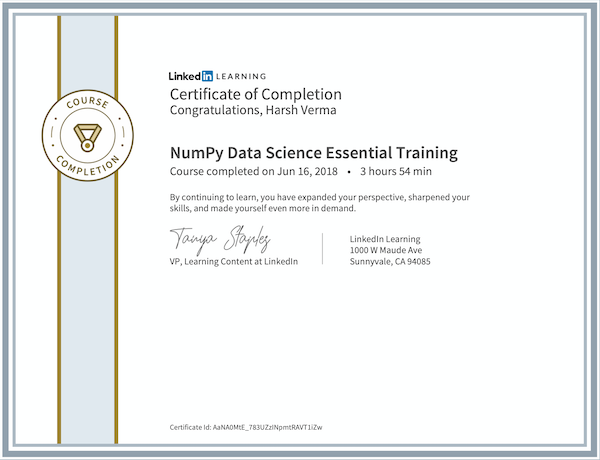 LinkedIn LEARNING
Certificate of Completion
Congratulations, Harsh Verma
COURSE
COMPLETION
NumPy Data Science Essential Training
Course completed on Jun 16, 2018 • 3 hours 54 min
By continuing to learn, you have expanded your perspective, sharpened your
skills, and made yourself even more in demand.
Tanya Staples
VP, Learning Content at LinkedIn
LinkedIn Learning
1000 W Maude Ave
Sunnyvale, CA 94085
Certificate Id: AaNA0MtE_783UZzINpmtRAVT1iZw